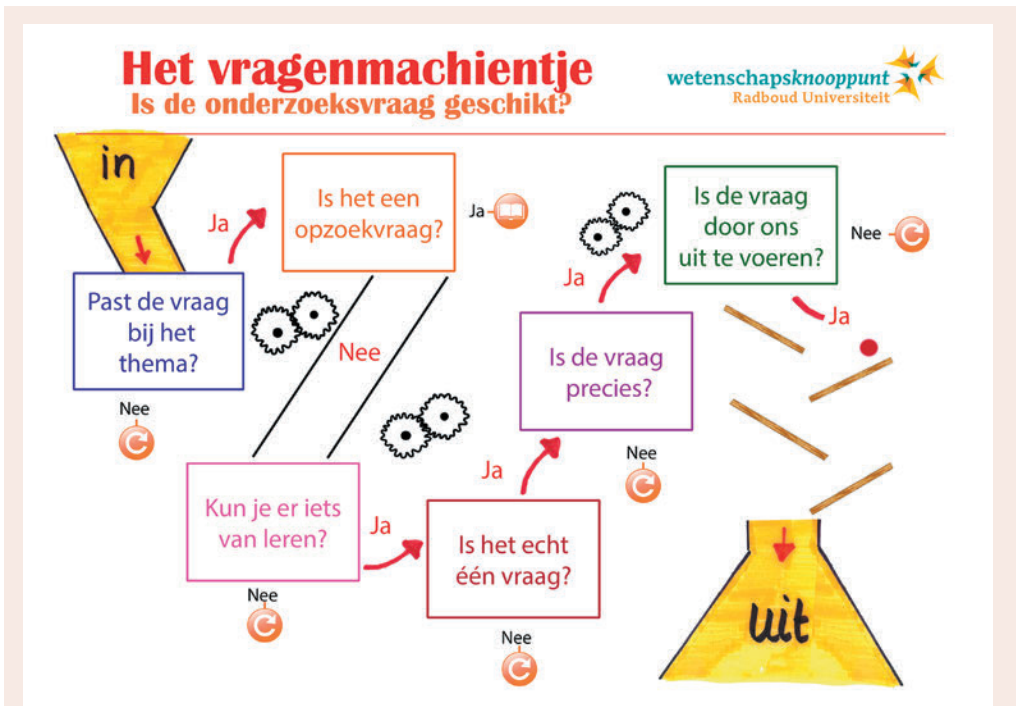 Het vragenmachientje
Is de onderzoeksvraag geschikt?
wetenschapsknooppunt
Radboud Universiteit
in
Past de vraag
bij het
thema?
Nee
Ja
Is het een
opzoekvraag?
Ja
Nee
Kun je er iets
van leren?
Nee
Ja
Is het echt
één vraag?
Nee
Ja
Is de vraag
precies?
Nee
Ja
Is de vraag
door ons
uit te voeren?
Nee
Ja
uit